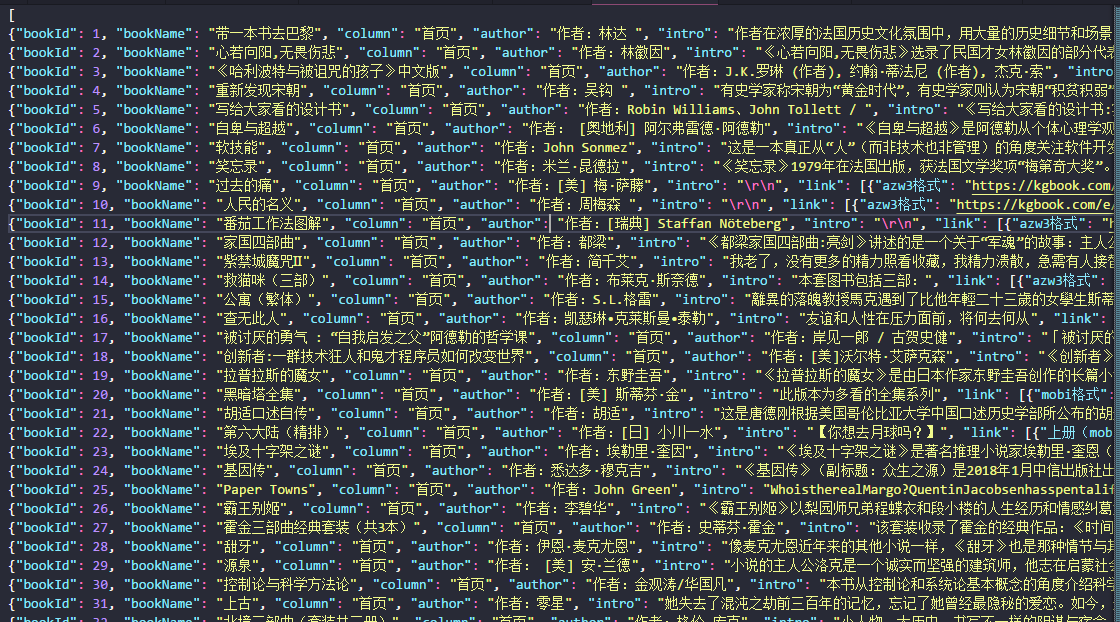 [
{"bookId": 1, "bookName": "带一本书去巴黎", "column": "首页", "author": "作者：林达 ", "intro": "作者在浓厚的法国历史文化氛围中，用大量的历史细节和场景
{"bookId": 2, "bookName": "心若向阳,无畏伤悲", "column": "首页", "author": "作者：林徽因", "intro": "《心若向阳,无畏伤悲》选录了民国才女林徽因的部分代表
{"bookId": 3, "bookName": "《哈利波特与被诅咒的孩子》中文版", "column": "首页", "author": "作者：J.K.罗琳 (作者), 约翰·蒂法尼 (作者), 杰克·索", "intro
{"bookId": 4, "bookName": "重新发现宋朝", "column": "首页", "author": "作者：吴钩 ", "intro": "有史学家称宋朝为“黄金时代”，有史学家则认为宋朝“积贫积弱”
{"bookId": 5, "bookName": "写给大家看的设计书", "column": "首页", "author": "作者：Robin Williams、John Tollett / ", "intro": "《写给大家看的设计书：
{"bookId": 6, "bookName": "自卑与超越", "column": "首页", "author": "作者： [奥地利] 阿尔弗雷德·阿德勒", "intro": "《自卑与超越》是阿德勒从个体心理学观
{"bookId": 7, "bookName": "软技能", "column": "首页", "author": "作者：John Sonmez", "intro": "这是一本真正从“人”（而非技术也非管理）的角度关注软件开发
{"bookId": 8, "bookName": "笑忘录", "column": "首页", "author": "作者：米兰·昆德拉", "intro": "《笑忘录》1979年在法国出版，获法国文学奖项“梅第奇大奖”。
{"bookId": 9, "bookName": "过去的痛", "column": "首页", "author": "作者：[美] 梅·萨藤", "intro": "\r\n", "link": [{"azw3格式": "https://kgbook.com/
{"bookId": 10, "bookName": "人民的名义", "column": "首页", "author": "作者：周梅森 ", "intro": "\r\n", "link": [{"azw3格式": "https://kgbook.com/e/
{"bookId": 11, "bookName": "番茄工作法图解", "column": "首页", "author": "作者：[瑞典] Staffan Nöteberg", "intro": "\r\n", "link": [{"azw3格式": "
{"bookId": 12, "bookName": "家国四部曲", "column": "首页", "author": "作者：都梁", "intro": "《都梁家国四部曲:亮剑》讲述的是一个关于“军魂”的故事：主人公
{"bookId": 13, "bookName": "紫禁城魔咒Ⅱ", "column": "首页", "author": "作者：简千艾", "intro": "我老了，没有更多的精力照看收藏，我精力溃散，急需有人接管
{"bookId": 14, "bookName": "救猫咪（三部）", "column": "首页", "author": "作者：布莱克·斯奈德", "intro": "本套图书包括三部：", "link": [{"azw3格式":
{"bookId": 15, "bookName": "公寓（繁体）", "column": "首页", "author": "作者：S.L.格雷", "intro": "離異的落魄教授馬克遇到了比他年輕二十三歲的女學生斯蒂
{"bookId": 16, "bookName": "查无此人", "column": "首页", "author": "作者：凯瑟琳•克莱斯曼•泰勒", "intro": "友谊和人性在压力面前，将何去何从", "link":
{"bookId": 17, "bookName": "被讨厌的勇气 : “自我启发之父”阿德勒的哲学课", "column": "首页", "author": "作者：岸见一郎 / 古贺史健", "intro": "「被讨厌的
{"bookId": 18, "bookName": "创新者:一群技术狂人和鬼才程序员如何改变世界", "column": "首页", "author": "作者：[美]沃尔特·艾萨克森", "intro": "《创新者》
{"bookId": 19, "bookName": "拉普拉斯的魔女", "column": "首页", "author": "作者：东野圭吾", "intro": "《拉普拉斯的魔女》是由日本作家东野圭吾创作的长篇小
{"bookId": 20, "bookName": "黑暗塔全集", "column": "首页", "author": "作者：[美] 斯蒂芬·金", "intro": "此版本为多看的全集系列", "link": [{"mobi格式":
{"bookId": 21, "bookName": "胡适口述自传", "column": "首页", "author": "作者：胡适", "intro": "这是唐德刚根据美国哥伦比亚大学中国口述历史学部所公布的胡
{"bookId": 22, "bookName": "第六大陆（精排）", "column": "首页", "author": "作者：[日] 小川一水", "intro": "【你想去月球吗？】", "link": [{"上册（mob
{"bookId": 23, "bookName": "埃及十字架之谜", "column": "首页", "author": "作者：埃勒里·奎因", "intro": "《埃及十字架之谜》是著名推理小说家埃勒里·奎恩（
{"bookId": 24, "bookName": "基因传", "column": "首页", "author": "作者：悉达多·穆克吉", "intro": "《基因传》（副标题：众生之源）是2018年1月中信出版社出
{"bookId": 25, "bookName": "Paper Towns", "column": "首页", "author": "作者：John Green", "intro": "WhoistherealMargo?QuentinJacobsenhasspentalif
{"bookId": 26, "bookName": "霸王别姬", "column": "首页", "author": "作者：李碧华", "intro": "《霸王别姬》以梨园师兄弟程蝶衣和段小楼的人生经历和情感纠葛
{"bookId": 27, "bookName": "霍金三部曲经典套装（共3本）", "column": "首页", "author": "作者：史蒂芬·霍金", "intro": "该套装收录了霍金的经典作品：《时间
{"bookId": 28, "bookName": "甜牙", "column": "首页", "author": "作者：伊恩·麦克尤恩", "intro": "像麦克尤恩近年来的其他小说一样，《甜牙》也是那种情节与
{"bookId": 29, "bookName": "源泉", "column": "首页", "author": "作者： [美] 安·兰德", "intro": "小说的主人公洛克是一个诚实而坚强的建筑师，他志在启蒙社会
{"bookId": 30, "bookName": "控制论与科学方法论", "column": "首页", "author": "作者：金观涛/华国凡", "intro": "本书从控制论和系统论基本概念的角度介绍科学
{"bookId": 31, "bookName": "上古", "column": "首页", "author": "作者：零星", "intro": "她失去了混沌之劫前三百年的记忆，忘记了她曾经最隐秘的爱恋。如今，